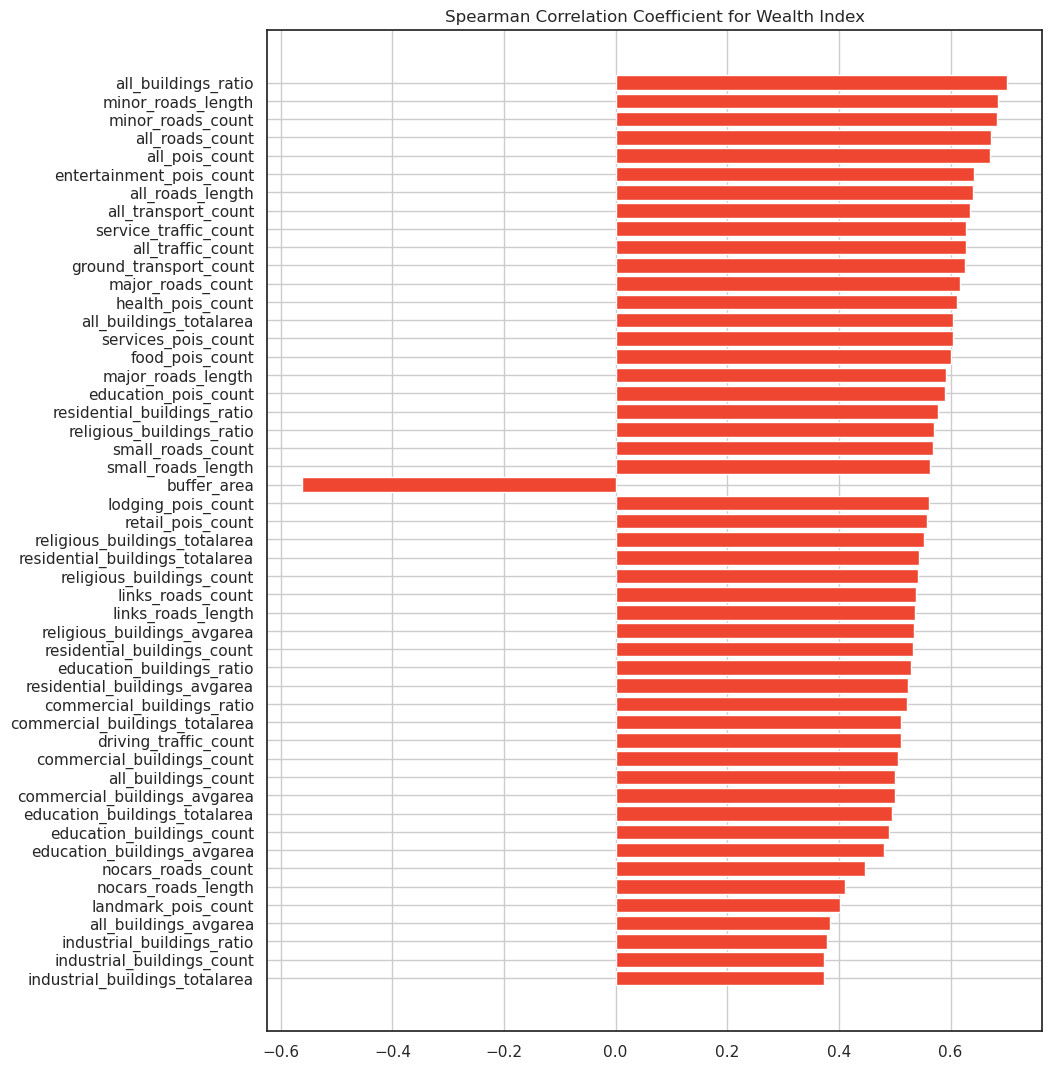 Spearman Correlation Coefficient for Wealth Index
all_buildings_ratio
minor_roads_length
minor_roads_count
all_roads_count
all_pois_count
entertainment_pois_count
all_roads_length
all_transport_count
service_traffic_count
all_traffic_count
ground_transport_count
major_roads_count
health_pois_count
all_buildings_totalarea
services_pois_count
food_pois_count
major_roads_length
education_pois_count
residential_buildings_ratio
religious_buildings_ratio
small_roads_count
small_roads_length
buffer_area
lodging_pois_count
retail_pois_count
religious_buildings_totalarea
residential_buildings_totalarea
religious_buildings_count
links_roads_count
links_roads_length
religious_buildings_avgarea
residential_buildings_count
education_buildings_ratio
residential_buildings_avgarea
commercial_buildings_ratio
commercial_buildings_totalarea
driving_traffic_count
commercial_buildings_count
all_buildings_count
commercial_buildings_avgarea
education_buildings_totalarea
education_buildings_count
education_buildings_avgarea
nocars_roads_count
nocars_roads_length
landmark_pois_count
all_buildings_avgarea
industrial_buildings_ratio
industrial_buildings_count
industrial_buildings_totalarea
−0.6 −0.4 −0.2 0.0 0.2 0.4 0.6